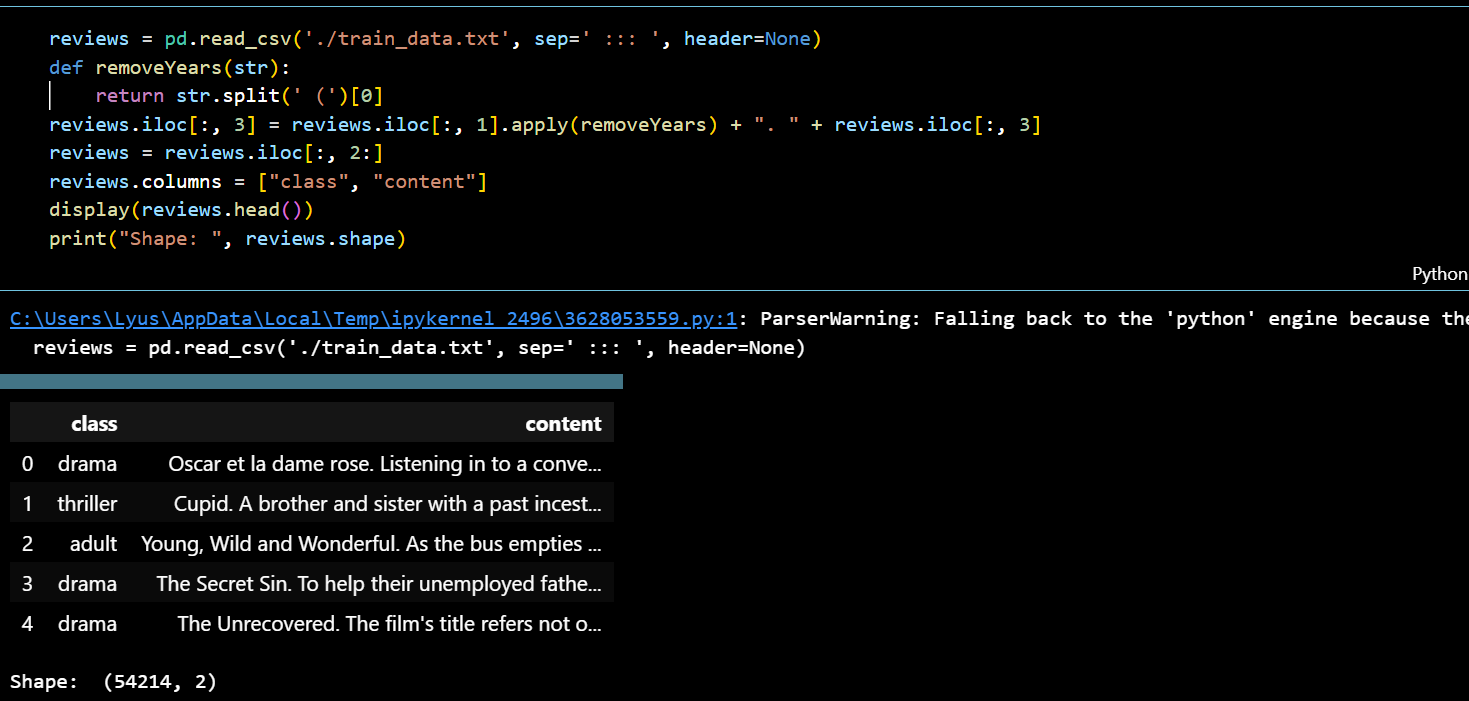 reviews = pd.read_csv('./train_data.txt', sep=' ::: ', header=None)
def removeYears(str):
    return str.split(' (')[0]
reviews.iloc[:, 3] = reviews.iloc[:, 1].apply(removeYears) + ". " + reviews.iloc[:, 3]
reviews = reviews.iloc[:, 2:]
reviews.columns = ["class", "content"]
display(reviews.head())
print("Shape: ", reviews.shape)
Python
C:\Users\Lyus\AppData\Local\Temp\ipykernel_2496\3628053559.py:1: ParserWarning: Falling back to the 'python' engine because the
  reviews = pd.read_csv('./train_data.txt', sep=' ::: ', header=None)
class content
0 drama Oscar et la dame rose. Listening in to a conve...
1 thriller Cupid. A brother and sister with a past incest...
2 adult Young, Wild and Wonderful. As the bus empties ...
3 drama The Secret Sin. To help their unemployed fathe...
4 drama The Unrecovered. The film's title refers not o...
Shape:  (54214, 2)